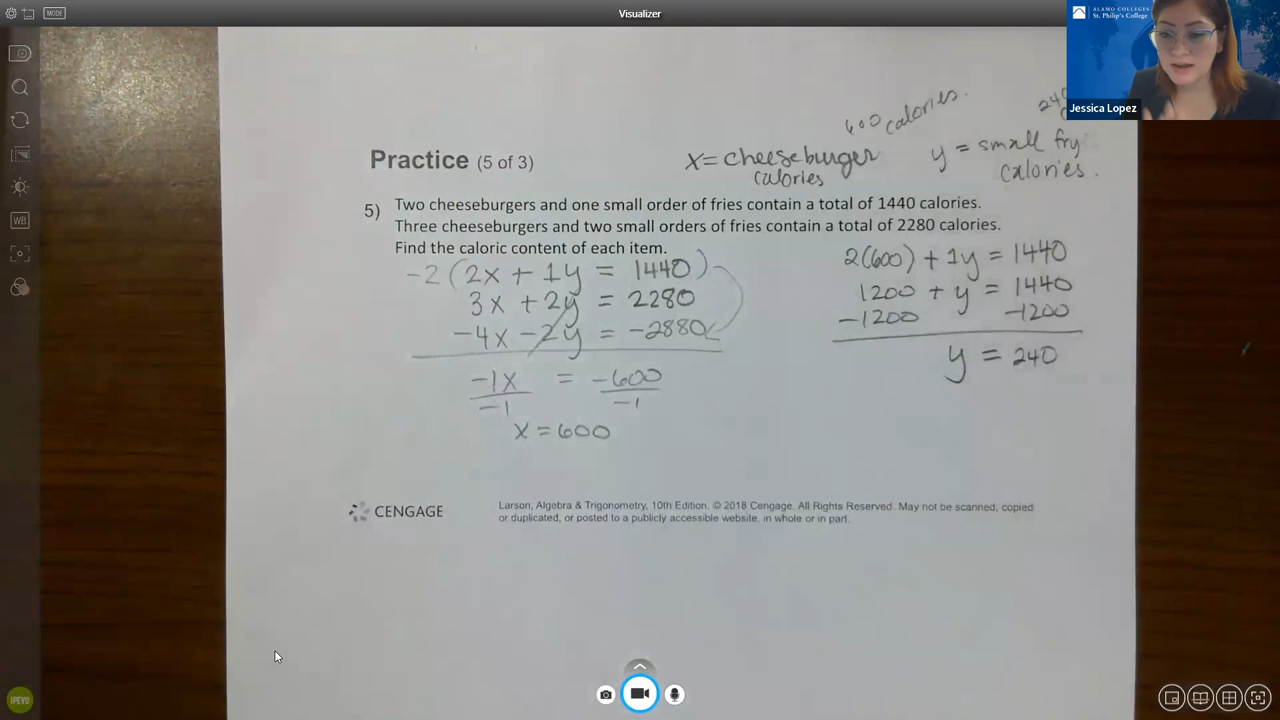 MODE
Visualizer
ALAMO COLLEGES
St. Philip's College
Jessica Lopez
WB
Practice (5 of 3)
x = cheeseburger
calories
600 calories.
y = small fry
calories.
240
5) Two cheeseburgers and one small order of fries contain a total of 1440 calories.
Three cheeseburgers and two small orders of fries contain a total of 2280 calories.
Find the caloric content of each item.
-2(2x + 1y = 1440)
3x + 2y = 2280
-4x - 2y = -2880
-1x = -600
-1 -1
x = 600
2(600) + 1y = 1440
1200 + y = 1440
-1200 -1200
y = 240
CENGAGE
Larson, Algebra & Trigonometry, 10th Edition. © 2018 Cengage. All Rights Reserved. May not be scanned, copied
or duplicated, or posted to a publicly accessible website, in whole or in part.
IPEVO